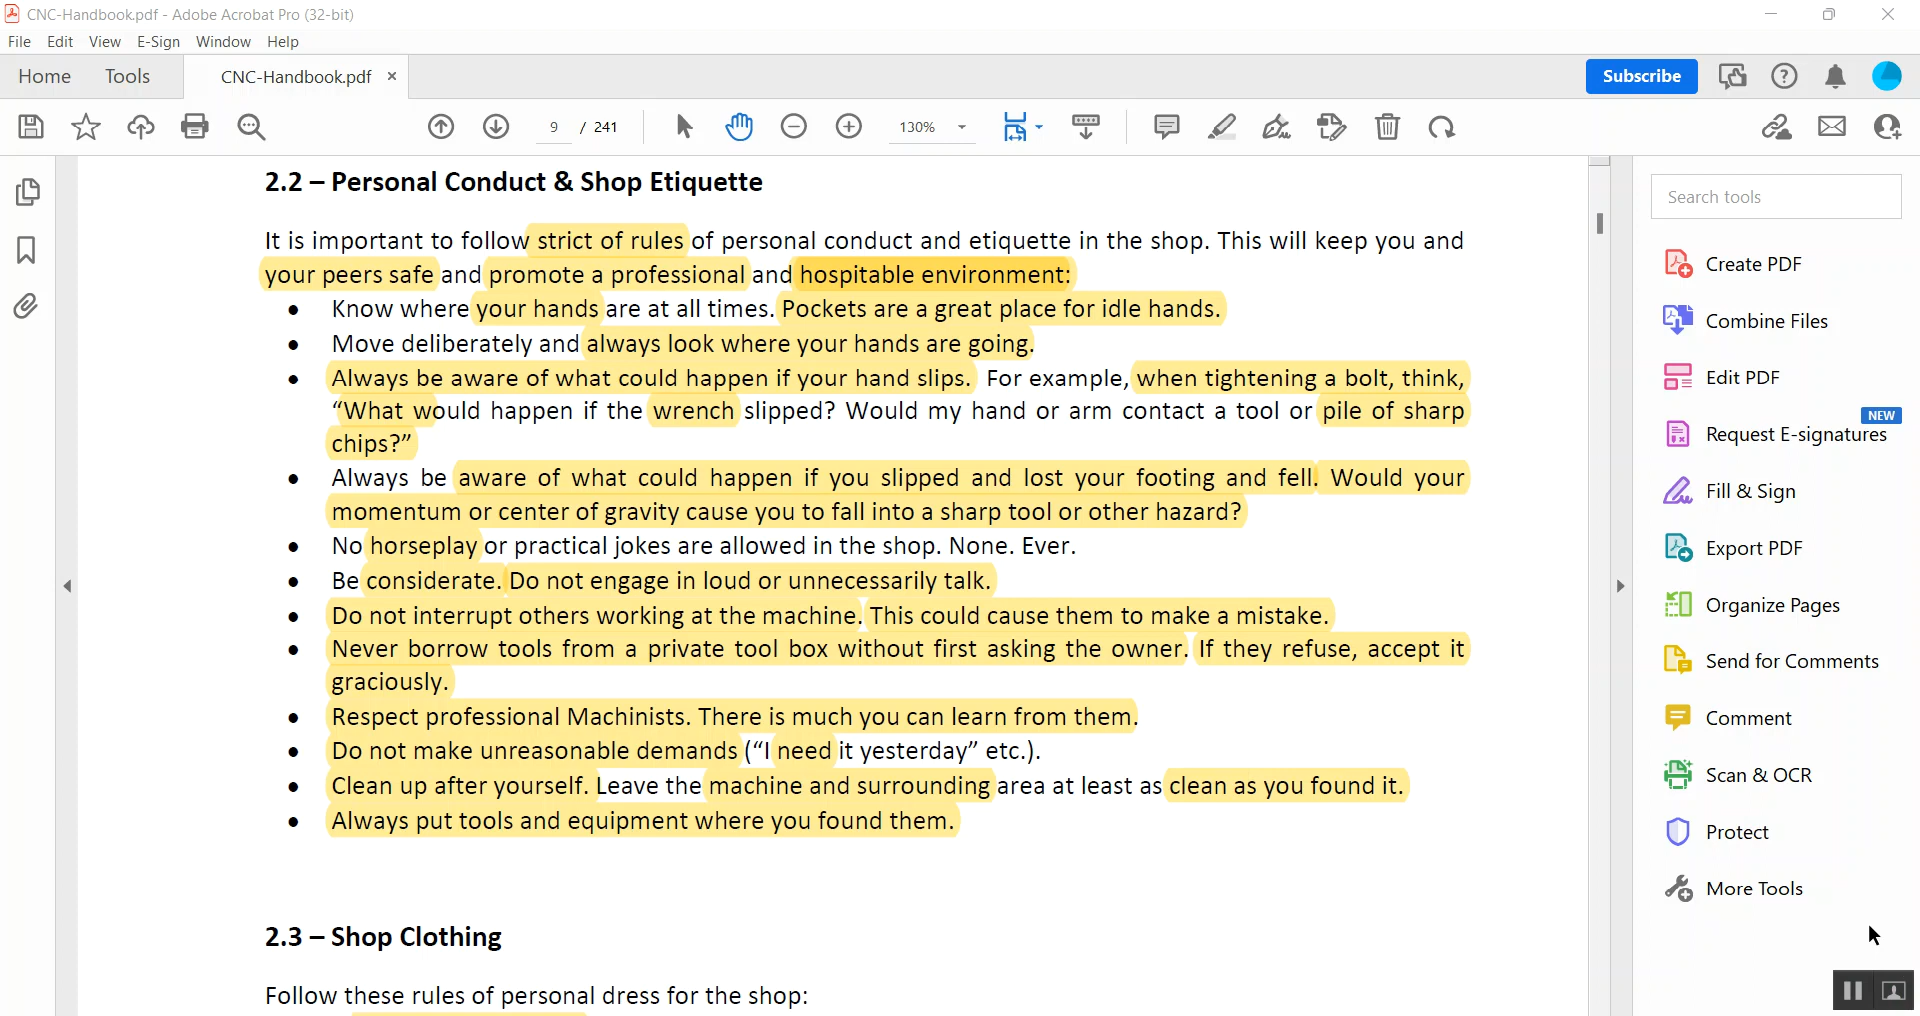 CNC-Handbook.pdf - Adobe Acrobat Pro (32-bit)
File Edit View E-Sign Window Help
Home Tools CNC-Handbook.pdf × Subscribe
9 / 241 130%
2.2 – Personal Conduct & Shop Etiquette
It is important to follow strict of rules of personal conduct and etiquette in the shop. This will keep you and
your peers safe and promote a professional and hospitable environment:
• Know where your hands are at all times. Pockets are a great place for idle hands.
• Move deliberately and always look where your hands are going.
• Always be aware of what could happen if your hand slips. For example, when tightening a bolt, think,
“What would happen if the wrench slipped? Would my hand or arm contact a tool or pile of sharp
chips?”
• Always be aware of what could happen if you slipped and lost your footing and fell. Would your
momentum or center of gravity cause you to fall into a sharp tool or other hazard?
• No horseplay or practical jokes are allowed in the shop. None. Ever.
• Be considerate. Do not engage in loud or unnecessarily talk.
• Do not interrupt others working at the machine. This could cause them to make a mistake.
• Never borrow tools from a private tool box without first asking the owner. If they refuse, accept it
graciously.
• Respect professional Machinists. There is much you can learn from them.
• Do not make unreasonable demands (“I need it yesterday” etc.).
• Clean up after yourself. Leave the machine and surrounding area at least as clean as you found it.
• Always put tools and equipment where you found them.
2.3 – Shop Clothing
Follow these rules of personal dress for the shop:
Search tools
Create PDF
Combine Files
Edit PDF
NEW
Request E-signatures
Fill & Sign
Export PDF
Organize Pages
Send for Comments
Comment
Scan & OCR
Protect
More Tools